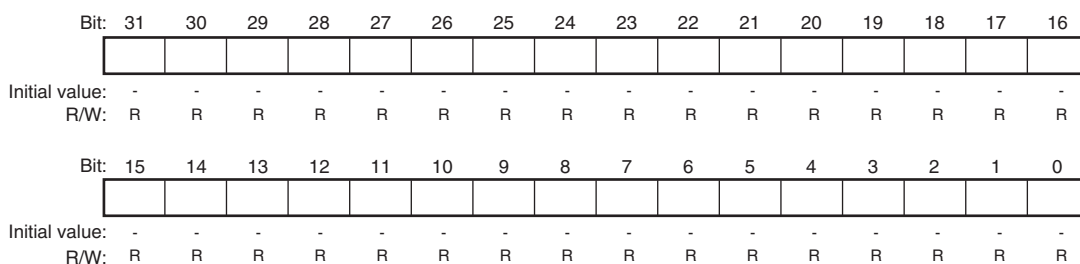 Bit: 31 30 29 28 27 26 25 24 23 22 21 20 19 18 17 16
Initial value: - - - - - - - - - - - - - - - -
R/W: R R R R R R R R R R R R R R R R
Bit: 15 14 13 12 11 10 9 8 7 6 5 4 3 2 1 0
Initial value: - - - - - - - - - - - - - - - -
R/W: R R R R R R R R R R R R R R R R